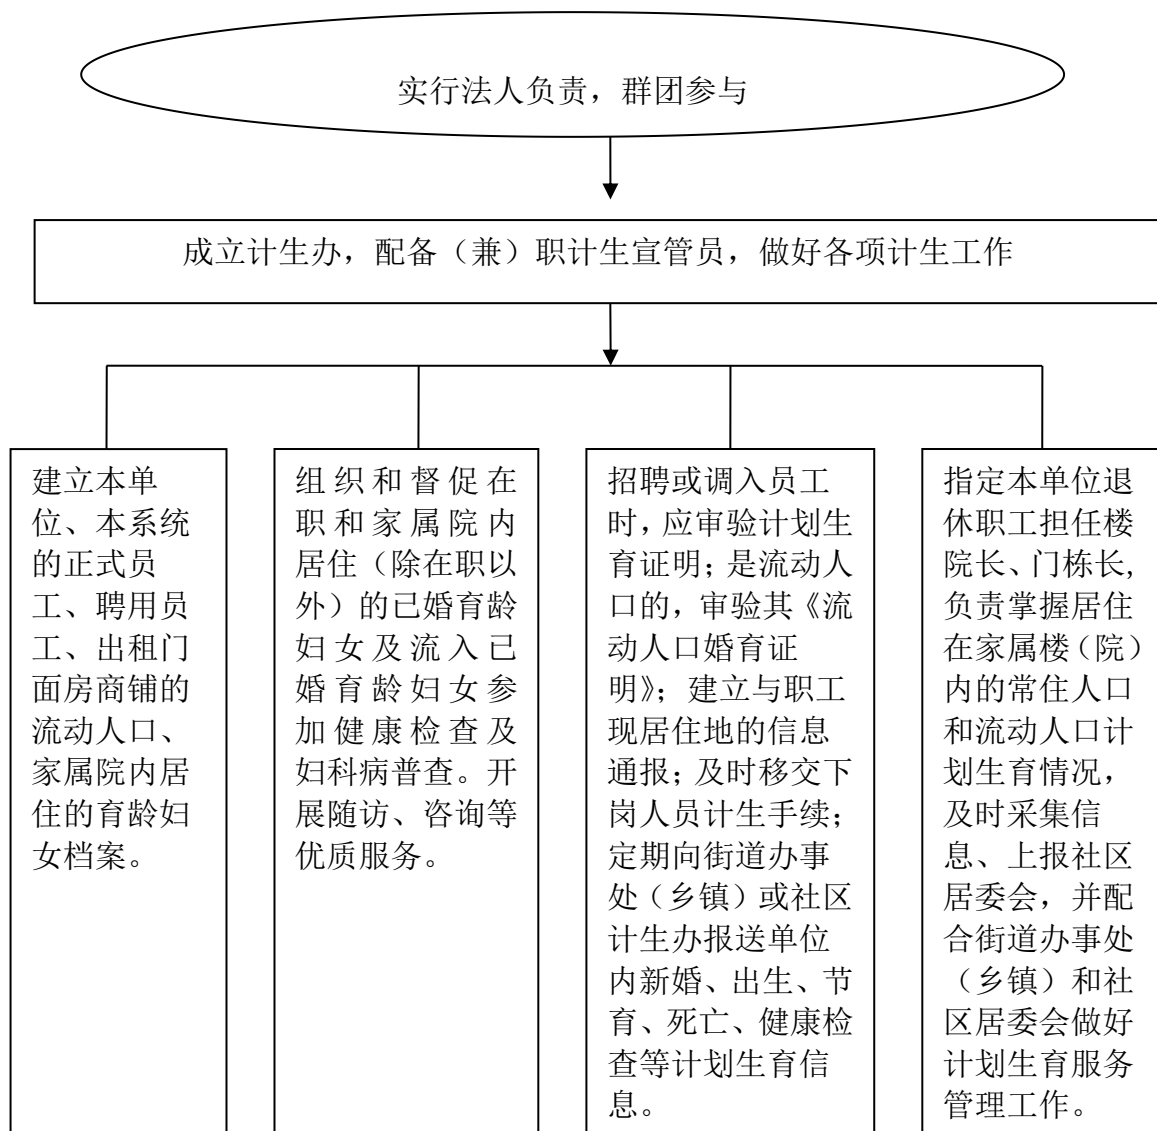 实行法人负责，群团参与
成立计生办，配备（兼）职计生宣管员，做好各项计生工作
建立本单
位、本系统
的正式员
工、聘用员
工、出租门
面房商铺的
流动人口、
家属院内居
住的育龄妇
女档案。
组织和督促在
职和家属院内
居住（除在职以
外）的已婚育龄
妇女及流入已
婚育龄妇女参
加健康检查及
妇科病普查。开
展随访、咨询等
优质服务。
招聘或调入员工
时，应审验计划生
育证明；是流动人
口的，审验其《流
动人口婚育证
明》；建立与职工
现居住地的信息
通报；及时移交下
岗人员计生手续；
定期向街道办事
处（乡镇）或社区
计生办报送单位
内新婚、出生、节
育、死亡、健康检
查等计划生育信
息。
指定本单位退
休职工担任楼
院长、门栋长，
负责掌握居住
在家属楼（院）
内的常住人口
和流动人口计
划生育情况，
及时采集信
息、上报社区
居委会，并配
合街道办事处
（乡镇）和社
区居委会做好
计划生育服务
管理工作。